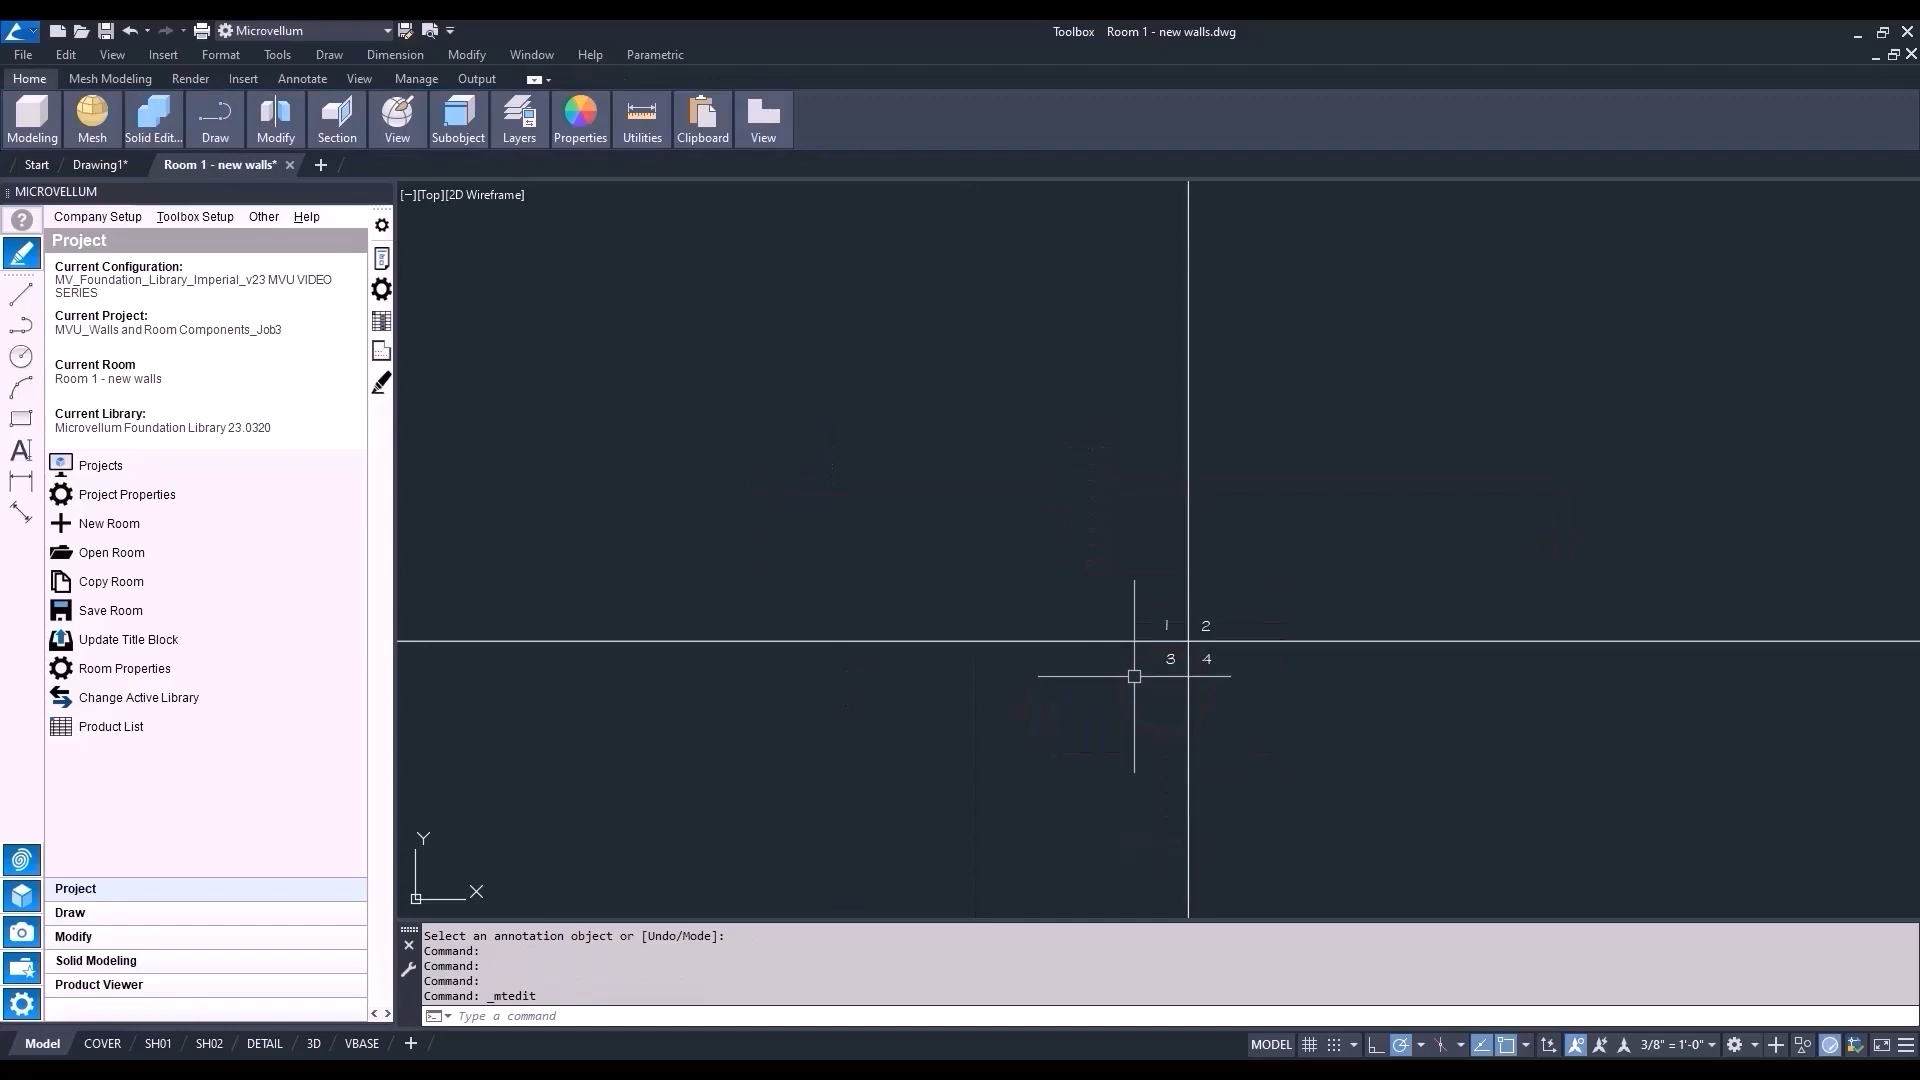 Microvellum
Toolbox Room 1 - new walls.dwg
File Edit View Insert Format Tools Draw Dimension Modify Window Help Parametric
Home Mesh Modeling Render Insert Annotate View Manage Output
Modeling Mesh Solid Edit... Draw Modify Section View Subobject Layers Properties Utilities Clipboard View
Start Drawing1* Room 1 - new walls*
MICROVELLUM
Company Setup Toolbox Setup Other Help
Project
Current Configuration:
MV_Foundation_Library_Imperial_v23 MVU VIDEO
SERIES
Current Project:
MVU_Walls and Room Components_Job3
Current Room
Room 1 - new walls
Current Library:
Microvellum Foundation Library 23.0320
Projects
Project Properties
New Room
Open Room
Copy Room
Save Room
Update Title Block
Room Properties
Change Active Library
Product List
Project
Draw
Modify
Solid Modeling
Product Viewer
[−][Top][2D Wireframe]
1 2
3 4
Y
X
Select an annotation object or [Undo/Mode]:
Command:
Command:
Command:
Command: _mtedit
Type a command
Model COVER SH01 SH02 DETAIL 3D VBASE
MODEL 3/8" = 1'-0"